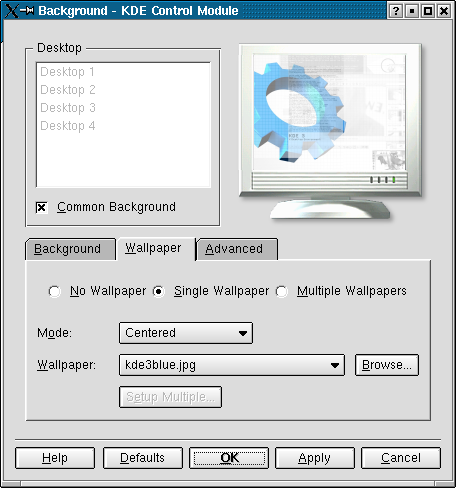 Background - KDE Control Module
Desktop
Desktop 1
Desktop 2
Desktop 3
Desktop 4
Common Background
Background Wallpaper Advanced
No Wallpaper Single Wallpaper Multiple Wallpapers
Mode: Centered
Wallpaper: kde3blue.jpg Browse...
Setup Multiple...
Help Defaults OK Apply Cancel